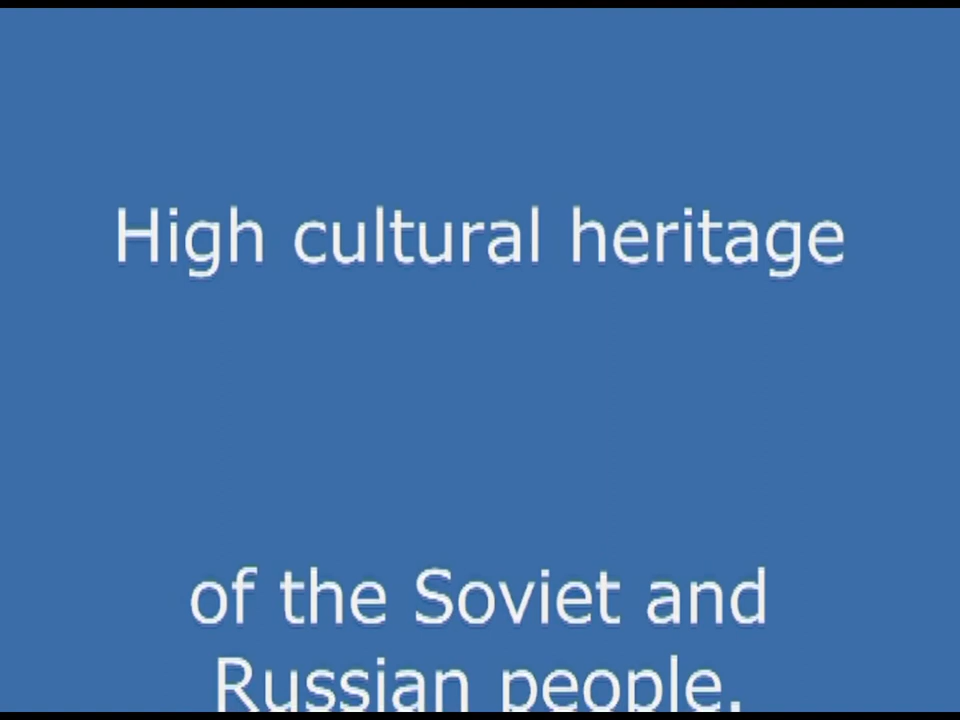 High cultural heritage
of the Soviet and
Russian people.